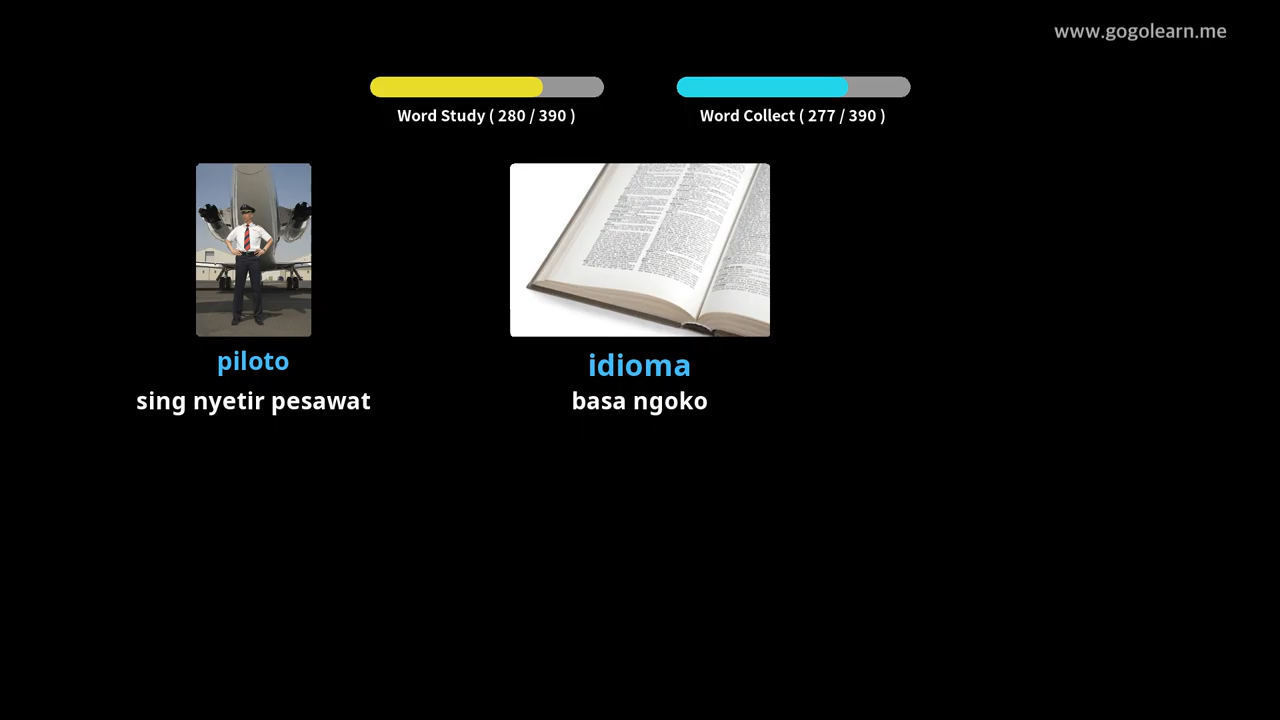 www.gogolearn.me
Word Study ( 280 / 390 )
Word Collect ( 277 / 390 )
piloto
sing nyetir pesawat
idioma
basa ngoko